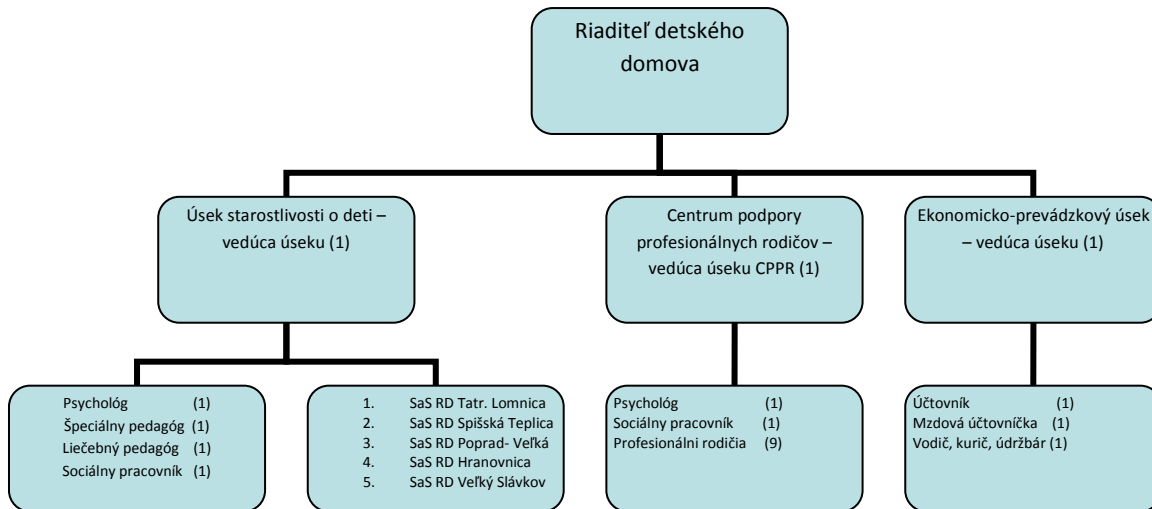 Riaditeľ detského
domova
Úsek starostlivosti o deti –
vedúca úseku (1)
Centrum podpory
profesionálnych rodičov –
vedúca úseku CPPR (1)
Ekonomicko-prevádzkový úsek
– vedúca úseku (1)
Psychológ (1)
Špeciálny pedagóg (1)
Liečebný pedagóg (1)
Sociálny pracovník (1)
1. SaS RD Tatr. Lomnica
2. SaS RD Spišská Teplica
3. SaS RD Poprad- Veľká
4. SaS RD Hranovnica
5. SaS RD Veľký Slávkov
Psychológ (1)
Sociálny pracovník (1)
Profesionálni rodičia (9)
Účtovník (1)
Mzdová účtovníčka (1)
Vodič, kurič, údržbár (1)